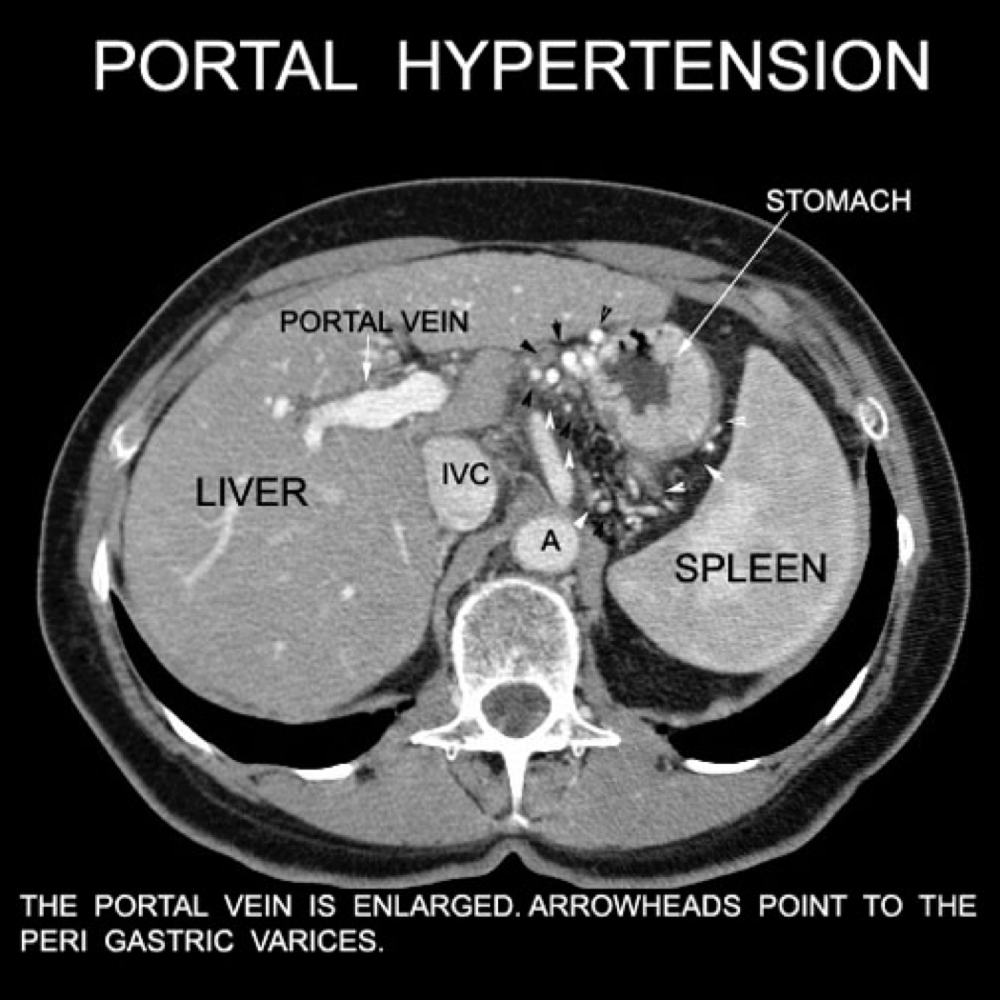 PORTAL HYPERTENSION
STOMACH
PORTAL VEIN
IVC
LIVER
A
SPLEEN
THE PORTAL VEIN IS ENLARGED. ARROWHEADS POINT TO THE
PERI GASTRIC VARICES.